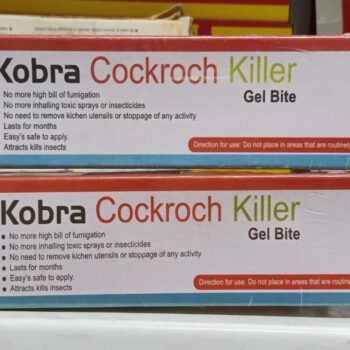 Kobra Cockroch Killer
Gel Bite
No more high bill of fumigation
No more inhalling toxic sprays or insecticides
No need to remove kichen utensils or stoppage of any activity
Lasts for months
Easy's safe to apply.
Attracts kills insects
Direction for use: Do not place in areas that are routinely
Kobra Cockroch Killer
Gel Bite
• No more high bill of fumigation
• No more inhalling toxic sprays or insecticides
• No need to remove kichen utensils or stoppage of any activity
• Lasts for months
• Easy's safe to apply.
• Attracts kills insects
Direction for use: Do not place in areas that are routinely